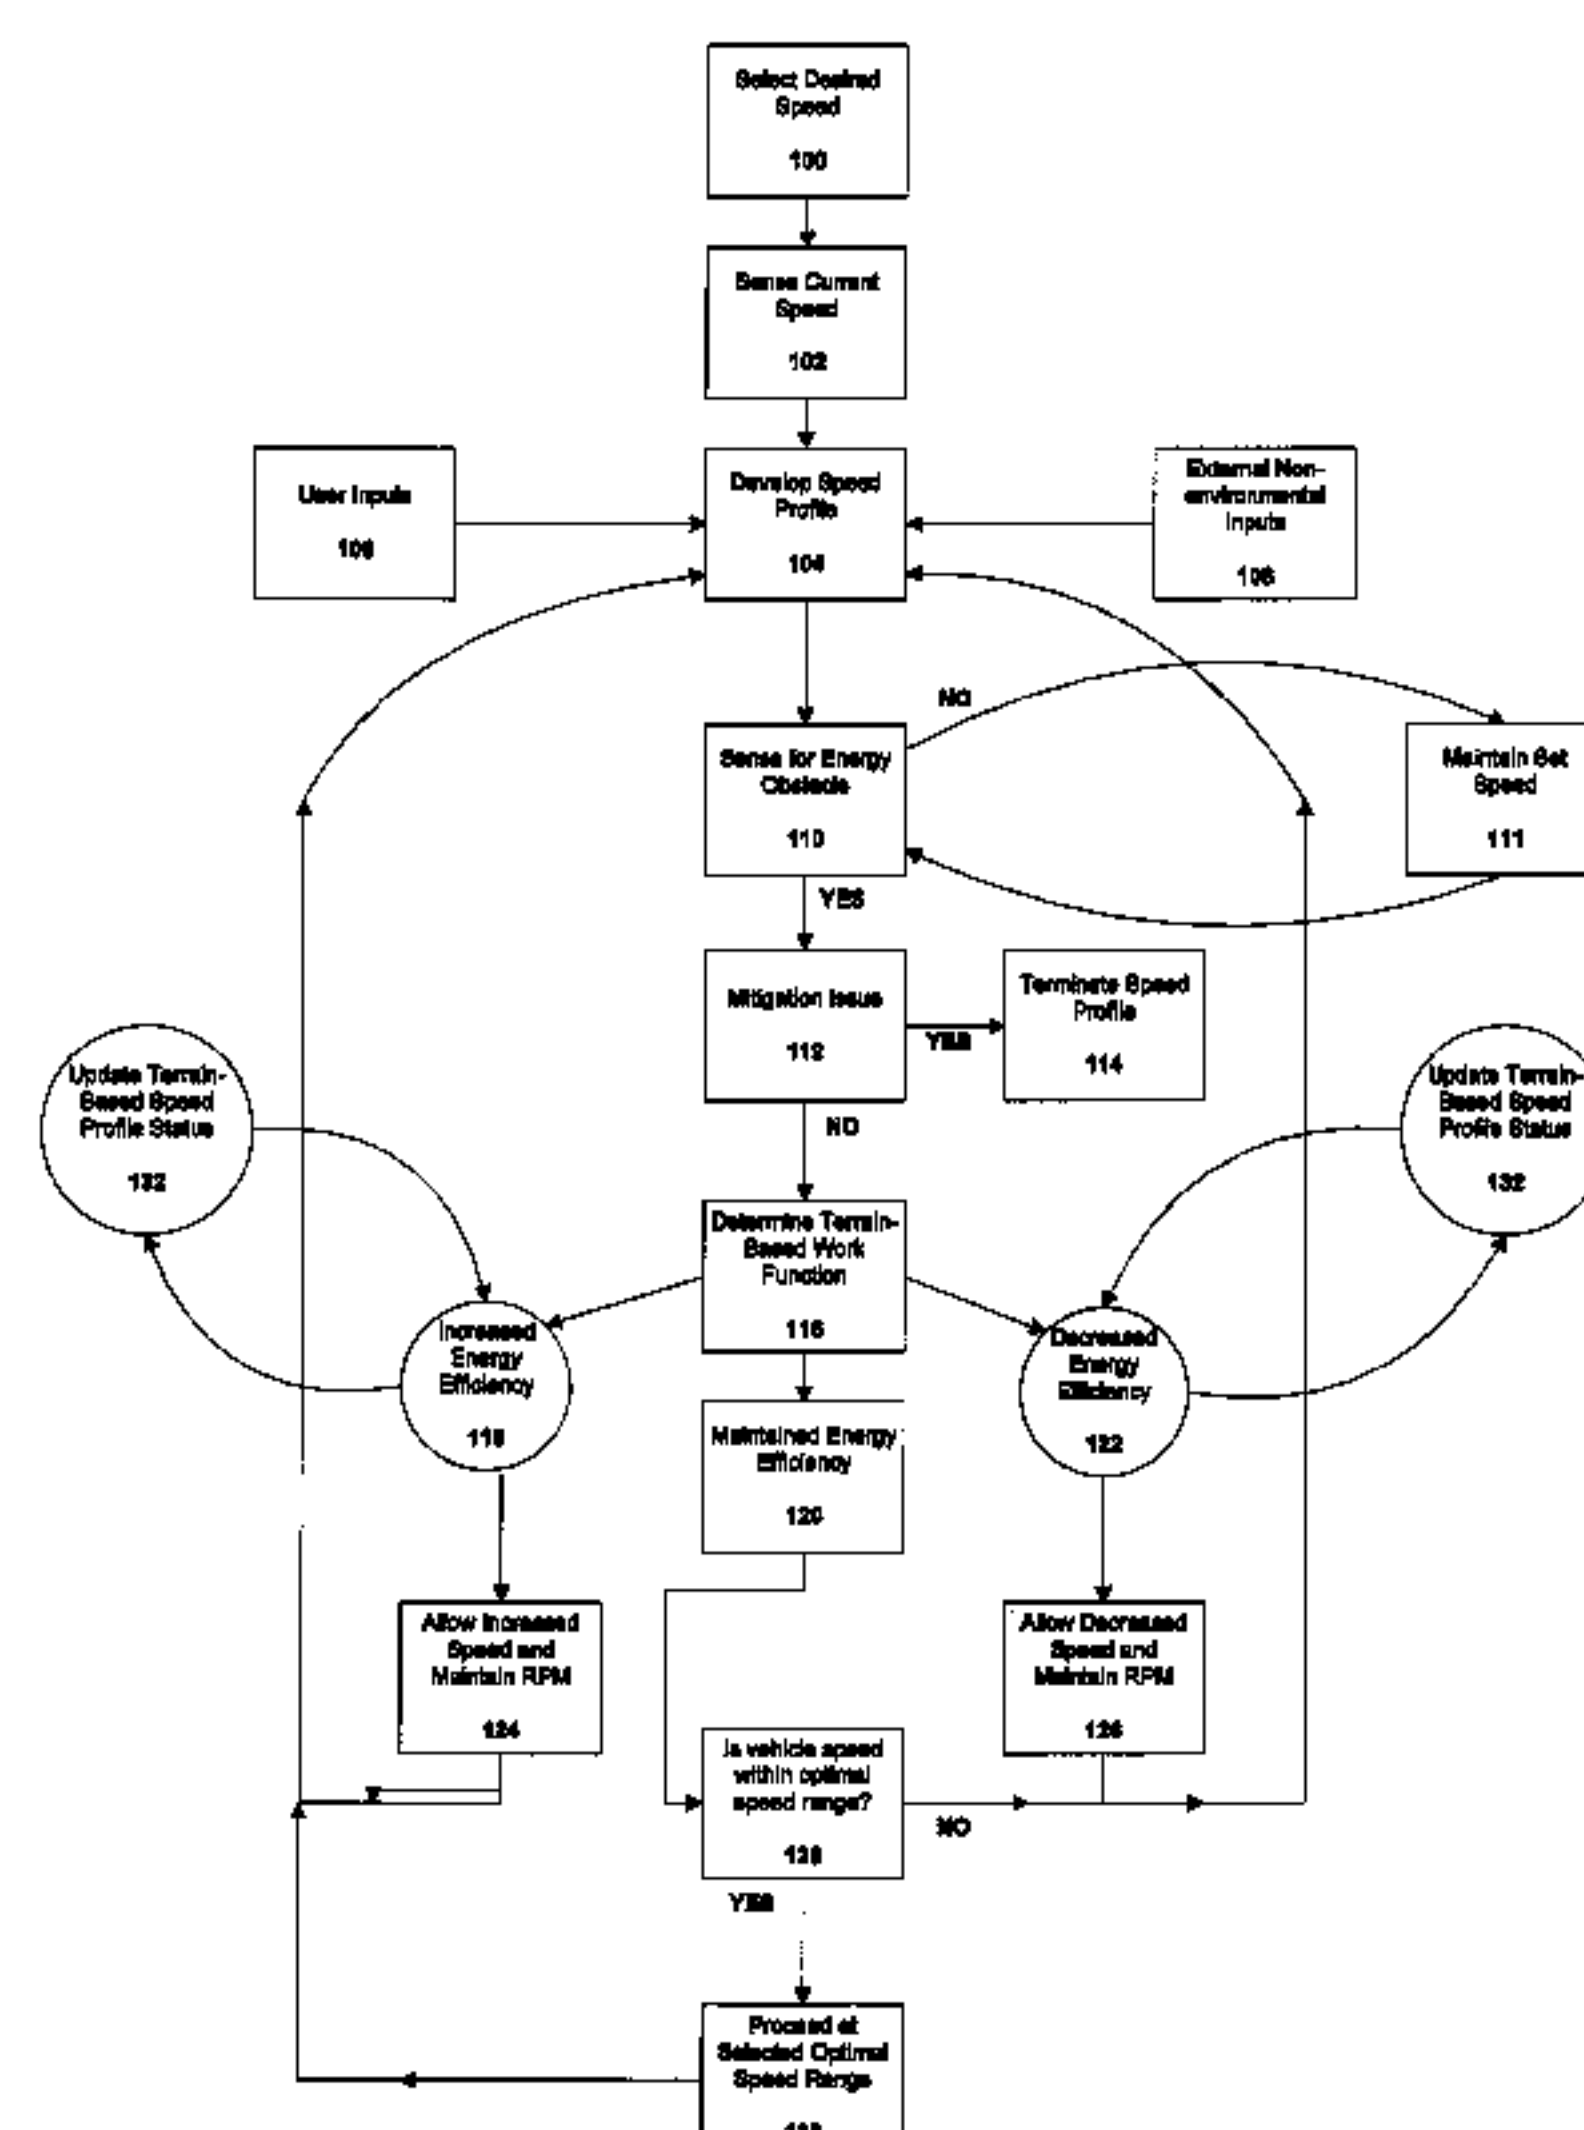 Select Desired
Speed
100
Sense Current
Speed
102
User Inputs
Develop Speed
Profile
104
External Non-
environmental
Inputs
NO
Sense for Energy
Obstacle
110
Maintain Set
Speed
111
YES
Mitigation Issue
112
Terminate Speed
Profile
114
YES
Update Terrain-
Based Speed
Profile Status
132
Update Terrain-
Based Speed
Profile Status
132
NO
Determine Terrain-
Based Work
Function
116
Increased
Energy
Efficiency
118
Decreased
Energy
Efficiency
122
Maintained Energy
Efficiency
120
Allow Increased
Speed and
Maintain RPM
124
Allow Decreased
Speed and
Maintain RPM
126
Is vehicle speed
within optimal
speed range?
128
NO
YES
Proceed at
Selected Optimal
Speed Range